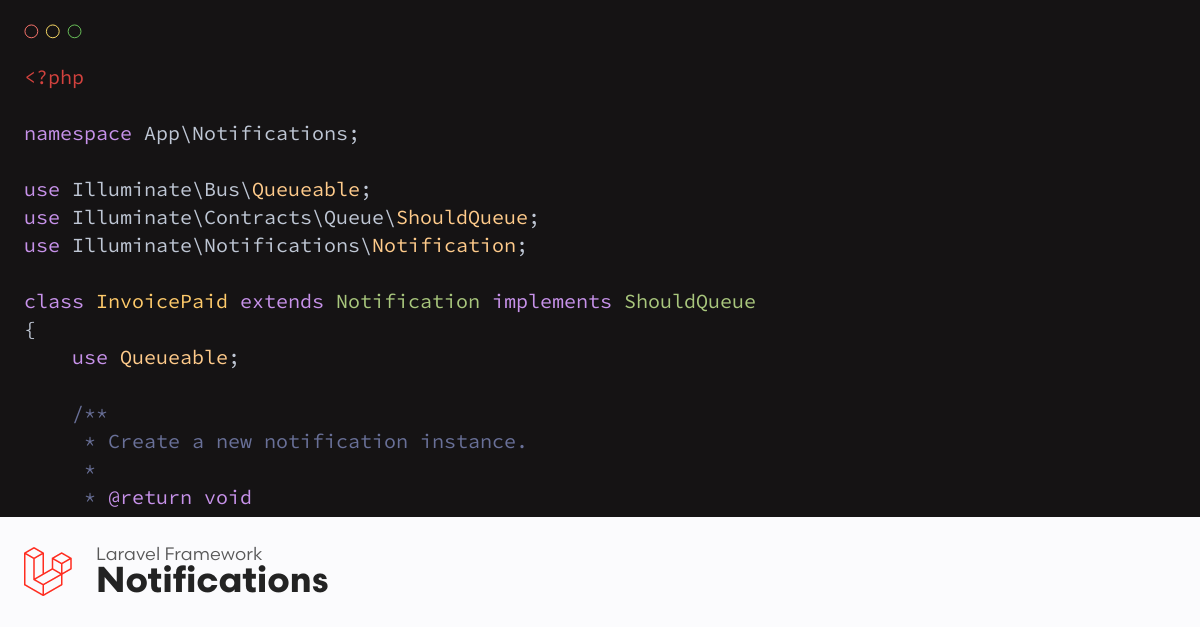 <?php
namespace App\Notifications;
use Illuminate\Bus\Queueable;
use Illuminate\Contracts\Queue\ShouldQueue;
use Illuminate\Notifications\Notification;
class InvoicePaid extends Notification implements ShouldQueue
{
    use Queueable;
    /**
     * Create a new notification instance.
     *
     * @return void
Laravel Framework
Notifications